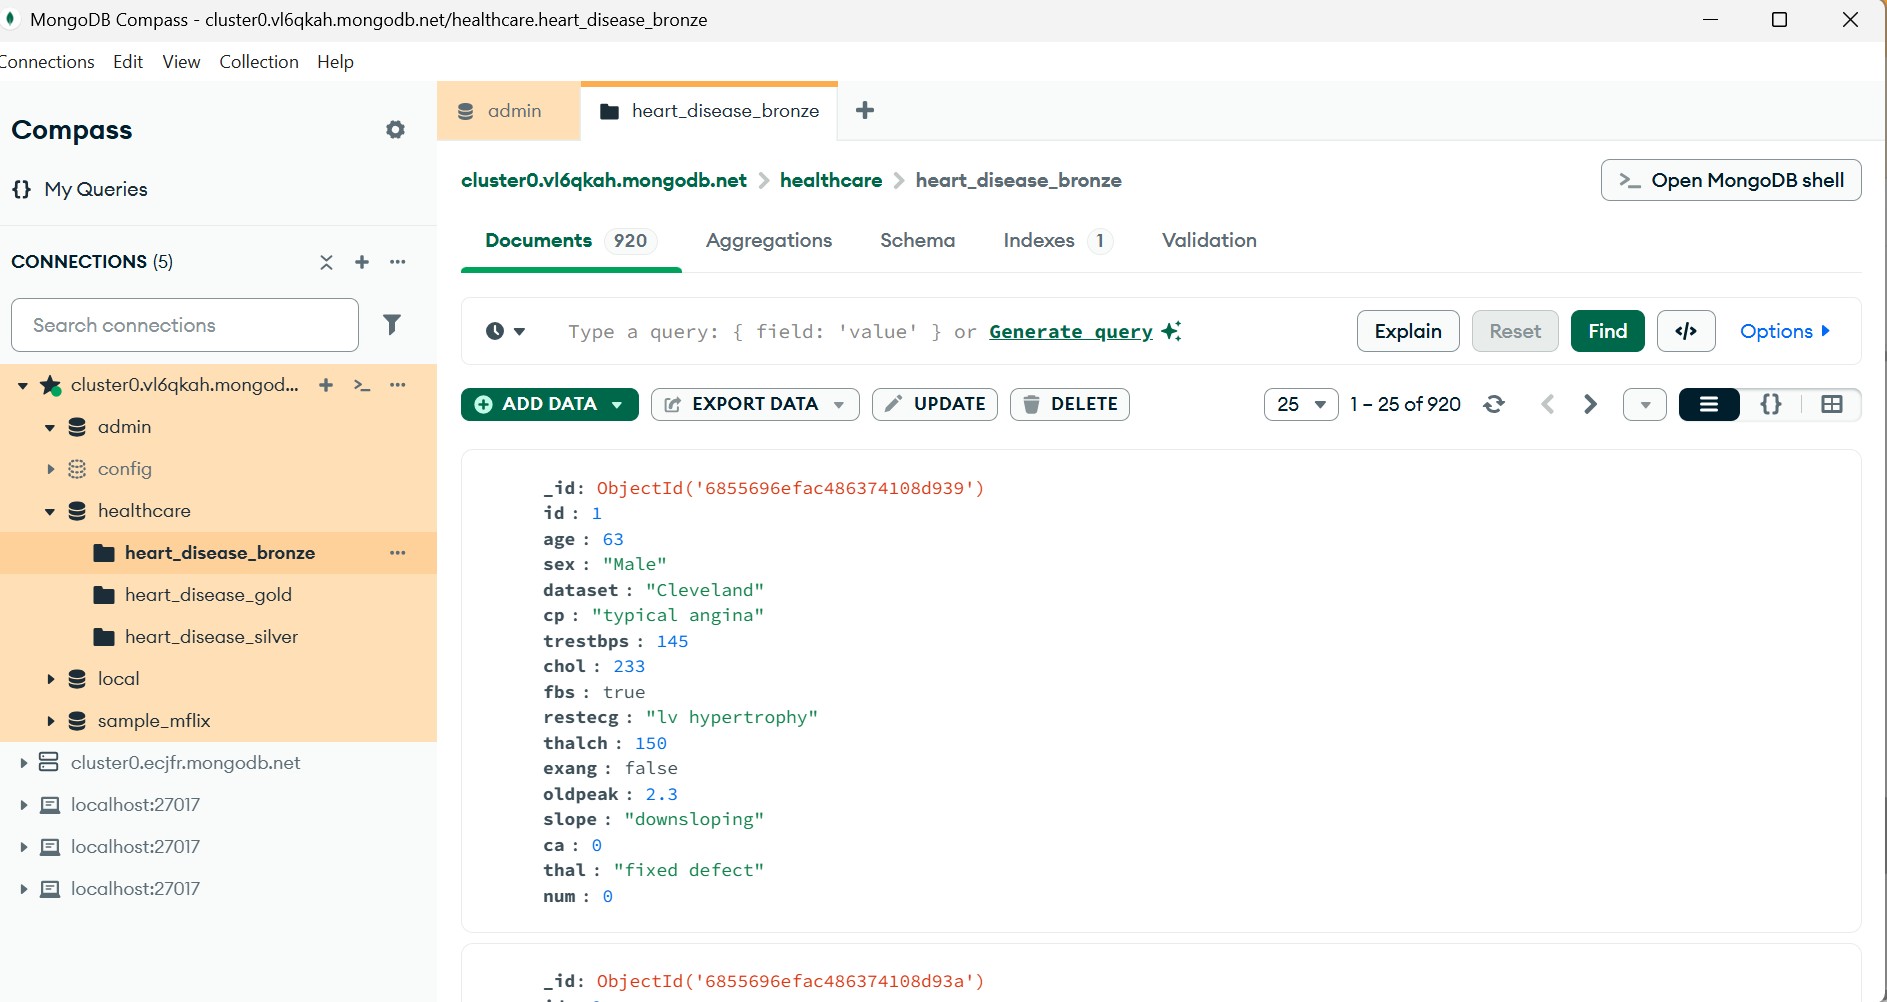 MongoDB Compass - cluster0.vl6qkah.mongodb.net/healthcare.heart_disease_bronze
Connections Edit View Collection Help
Compass
{} My Queries
CONNECTIONS (5)
Search connections
cluster0.vl6qkah.mongod...
admin
config
healthcare
heart_disease_bronze
heart_disease_gold
heart_disease_silver
local
sample_mflix
cluster0.ecjfr.mongodb.net
localhost:27017
localhost:27017
localhost:27017
admin
heart_disease_bronze
cluster0.vl6qkah.mongodb.net > healthcare > heart_disease_bronze
>_ Open MongoDB shell
Documents 920 Aggregations Schema Indexes 1 Validation
Type a query: { field: 'value' } or Generate query
Explain Reset Find </> Options
ADD DATA EXPORT DATA UPDATE DELETE
25 1 – 25 of 920 {}
_id: ObjectId('6855696efac486374108d939')
id : 1
age : 63
sex : "Male"
dataset : "Cleveland"
cp : "typical angina"
trestbps : 145
chol : 233
fbs : true
restecg : "lv hypertrophy"
thalch : 150
exang : false
oldpeak : 2.3
slope : "downsloping"
ca : 0
thal : "fixed defect"
num : 0
_id: ObjectId('6855696efac486374108d93a')